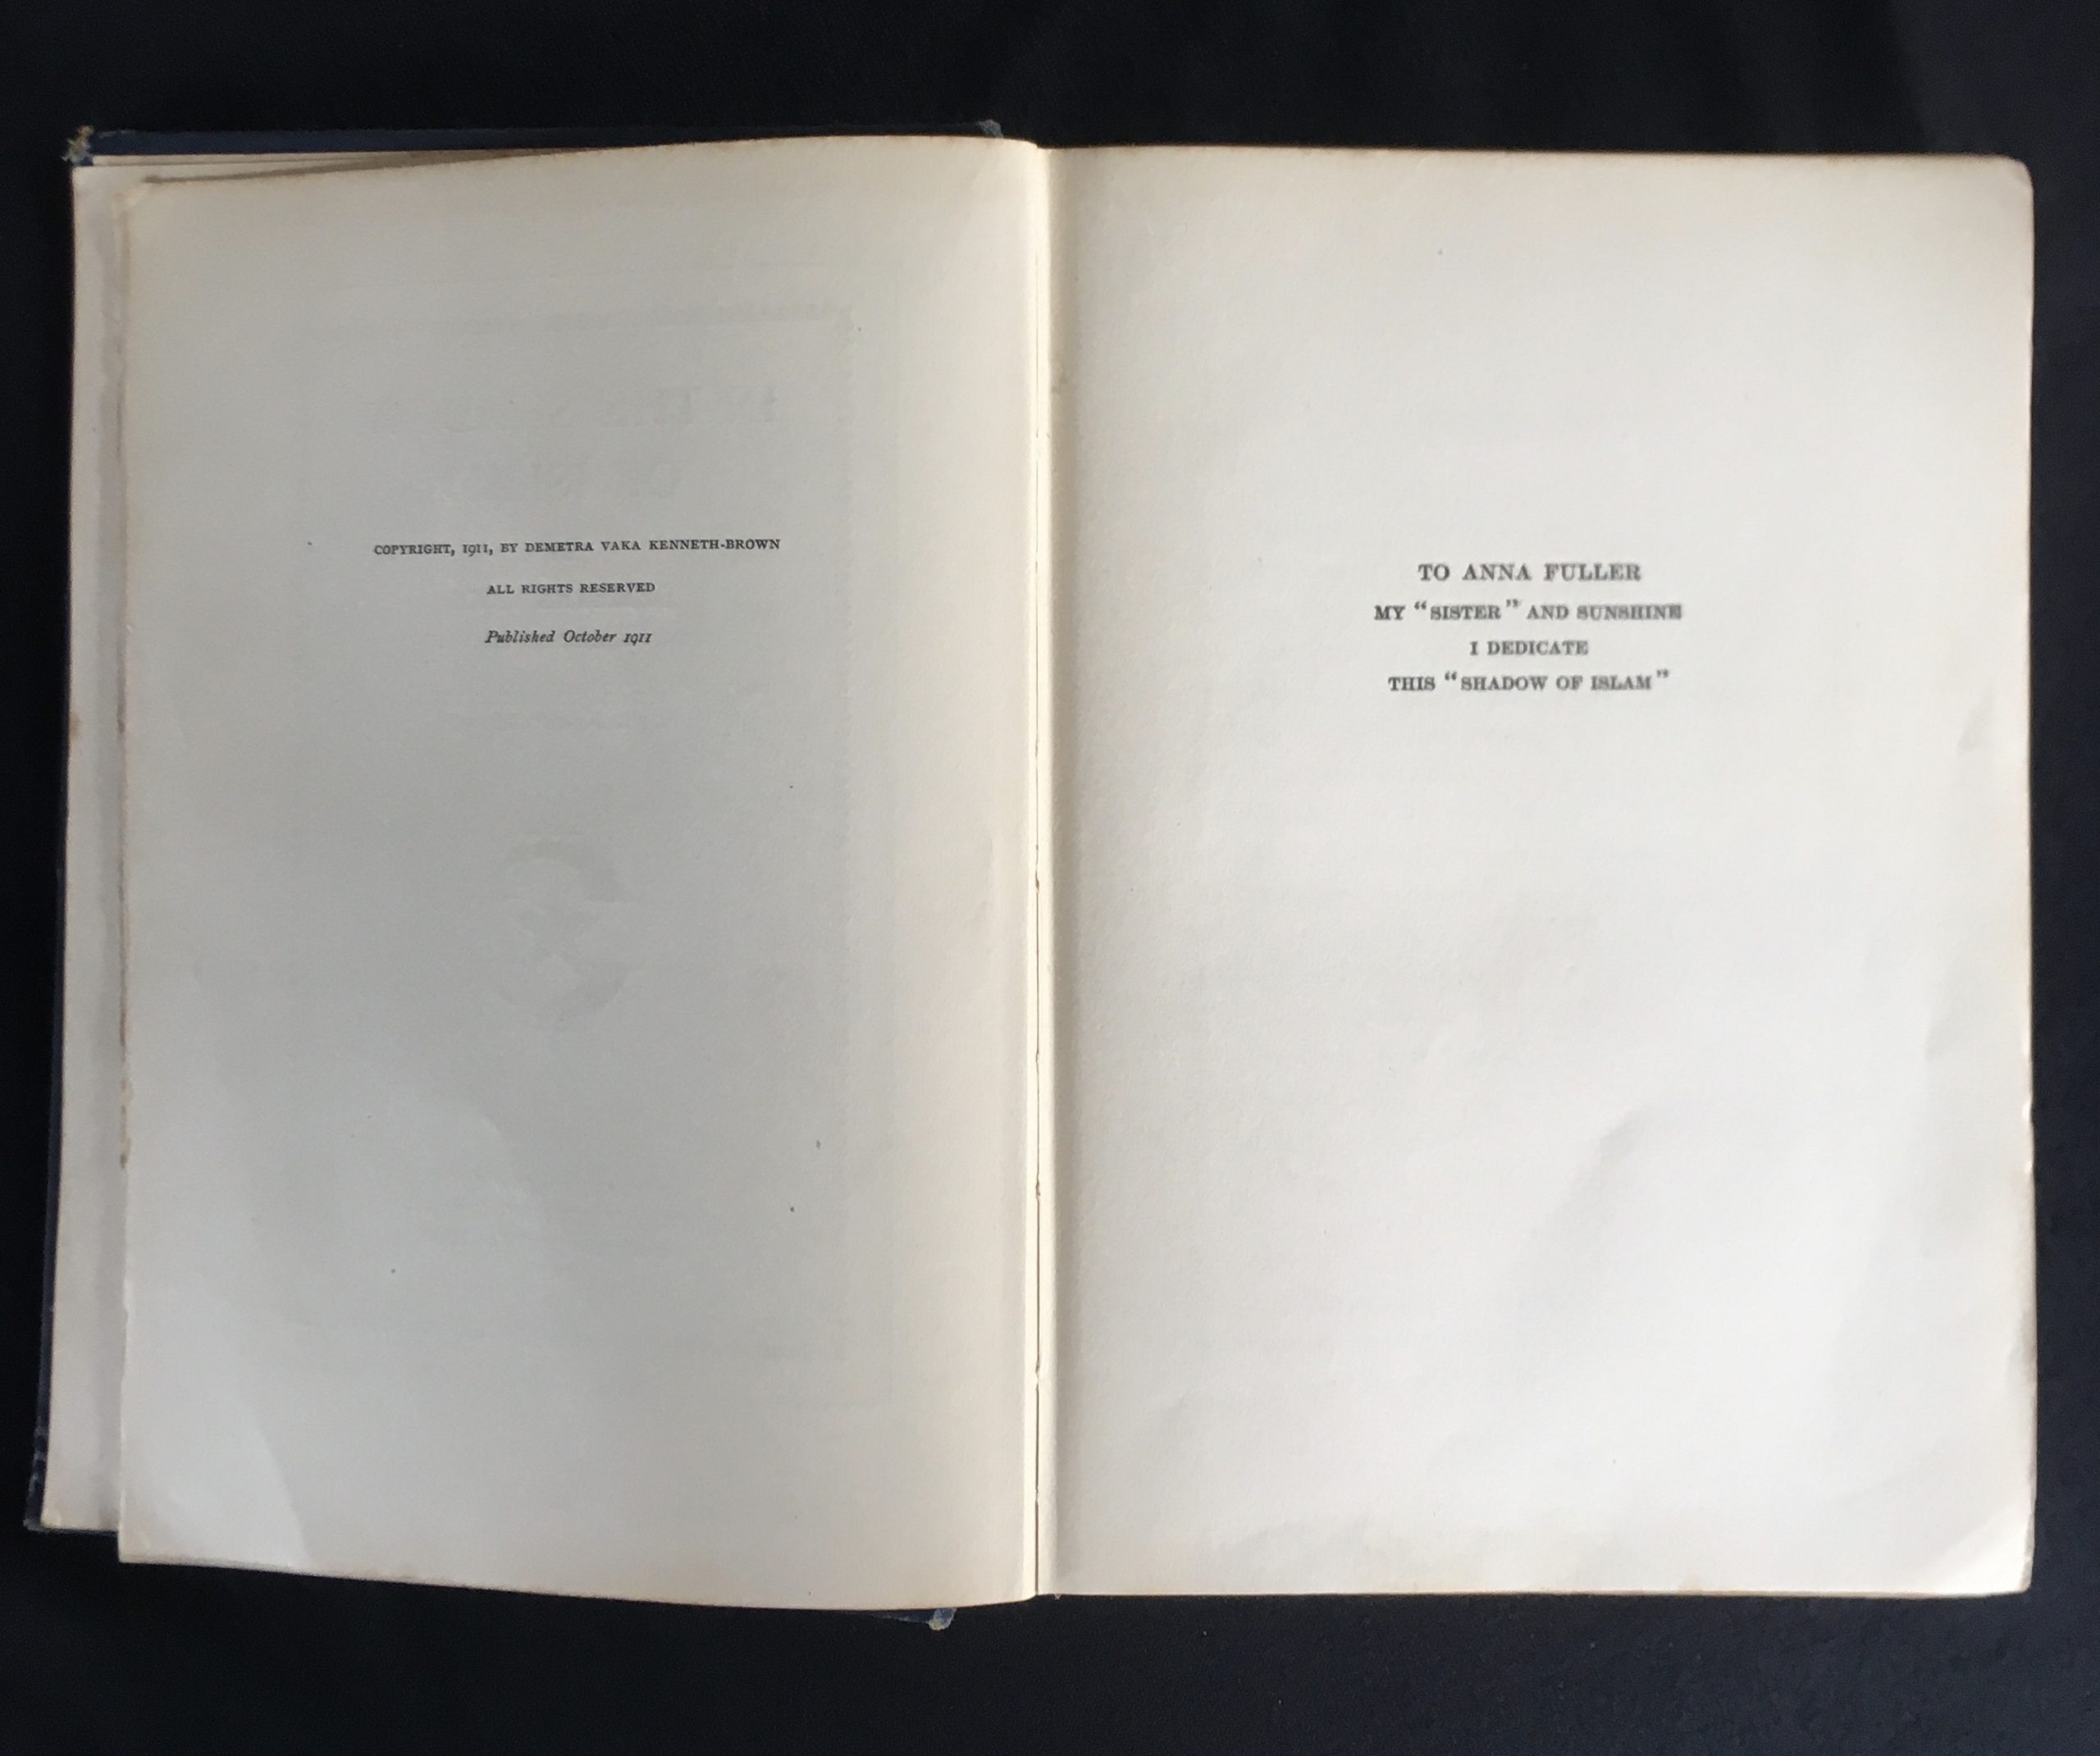 COPYRIGHT, 1911, BY DEMETRA VAKA KENNETH-BROWN
ALL RIGHTS RESERVED
Published October 1911
TO ANNA FULLER
MY “SISTER” AND SUNSHINE
I DEDICATE
THIS “SHADOW OF ISLAM”